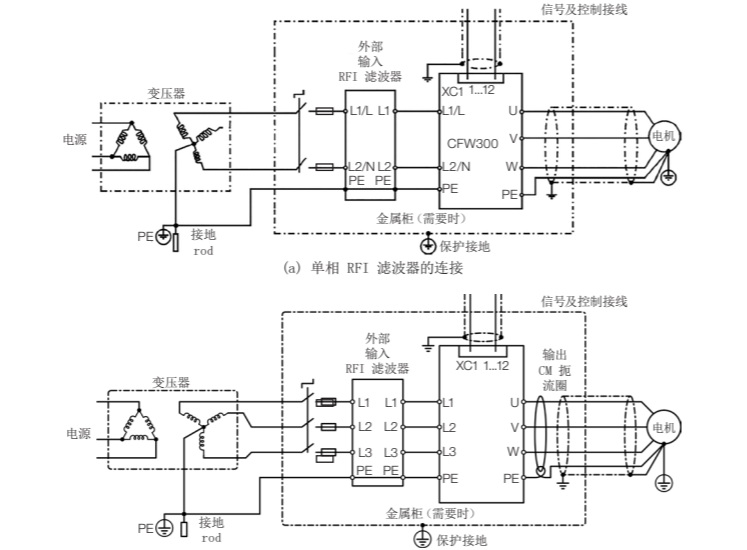 信号及控制接线
外部
输入
RFI 滤波器
变压器
电源
XC1 1...12
L1/L L1 L1/L U
CFW300
V
电机
L2/N L2 L2/N W
PE PE PE PE
金属柜（需要时）
PE 接地
rod
保护接地
(a) 单相 RFI 滤波器的连接
信号及控制接线
外部
输入
RFI 滤波器
输出
CM 扼
流圈
变压器
电源
XC1 1...12
L1 L1 L1 U
L2 L2 L2 V
电机
L3 L3 L3 W
PE PE PE PE
金属柜（需要时）
PE 接地
rod
保护接地